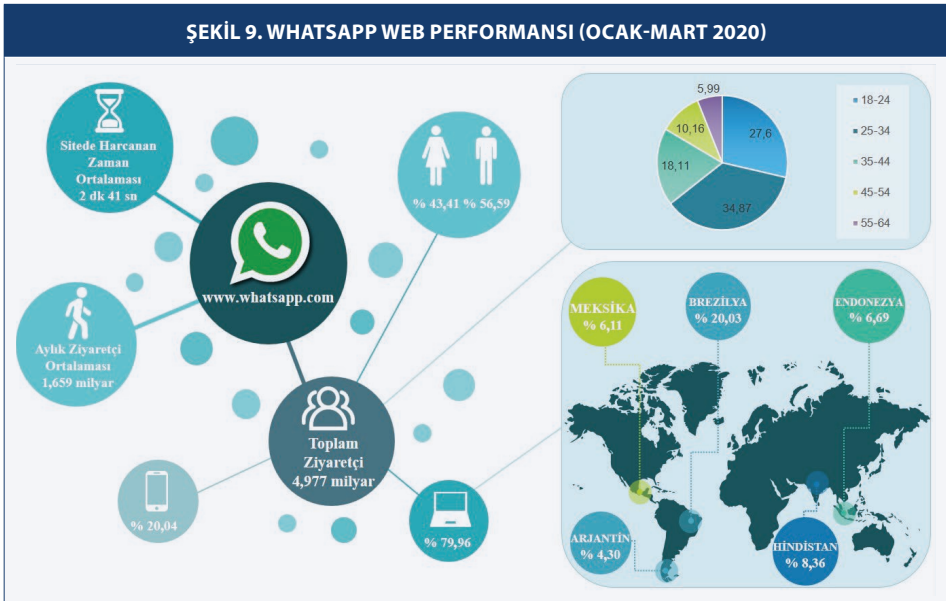 ŞEKİL 9. WHATSAPP WEB PERFORMANSI (OCAK-MART 2020)
Sitede Harcanan
Zaman
Ortalaması
2 dk 41 sn
www.whatsapp.com
Aylık Ziyaretçi
Ortalaması
1,659 milyar
% 43,41 % 56,59
Toplam
Ziyaretçi
4,977 milyar
% 20,04
% 79,96
5,99
10,16
27,6
18,11
34,87
18-24
25-34
35-44
45-54
55-64
MEKSİKA
% 6,11
BREZİLYA
% 20,03
ENDONEZYA
% 6,69
ARJANTİN
% 4,30
HİNDİSTAN
% 8,36